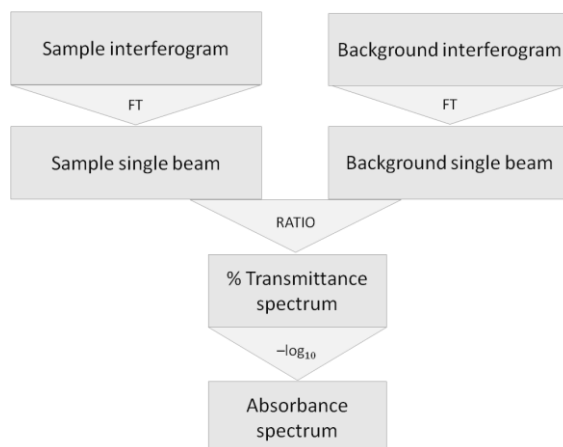 Sample interferogram
Background interferogram
FT
FT
Sample single beam
Background single beam
RATIO
% Transmittance
spectrum
–log₁₀
Absorbance
spectrum